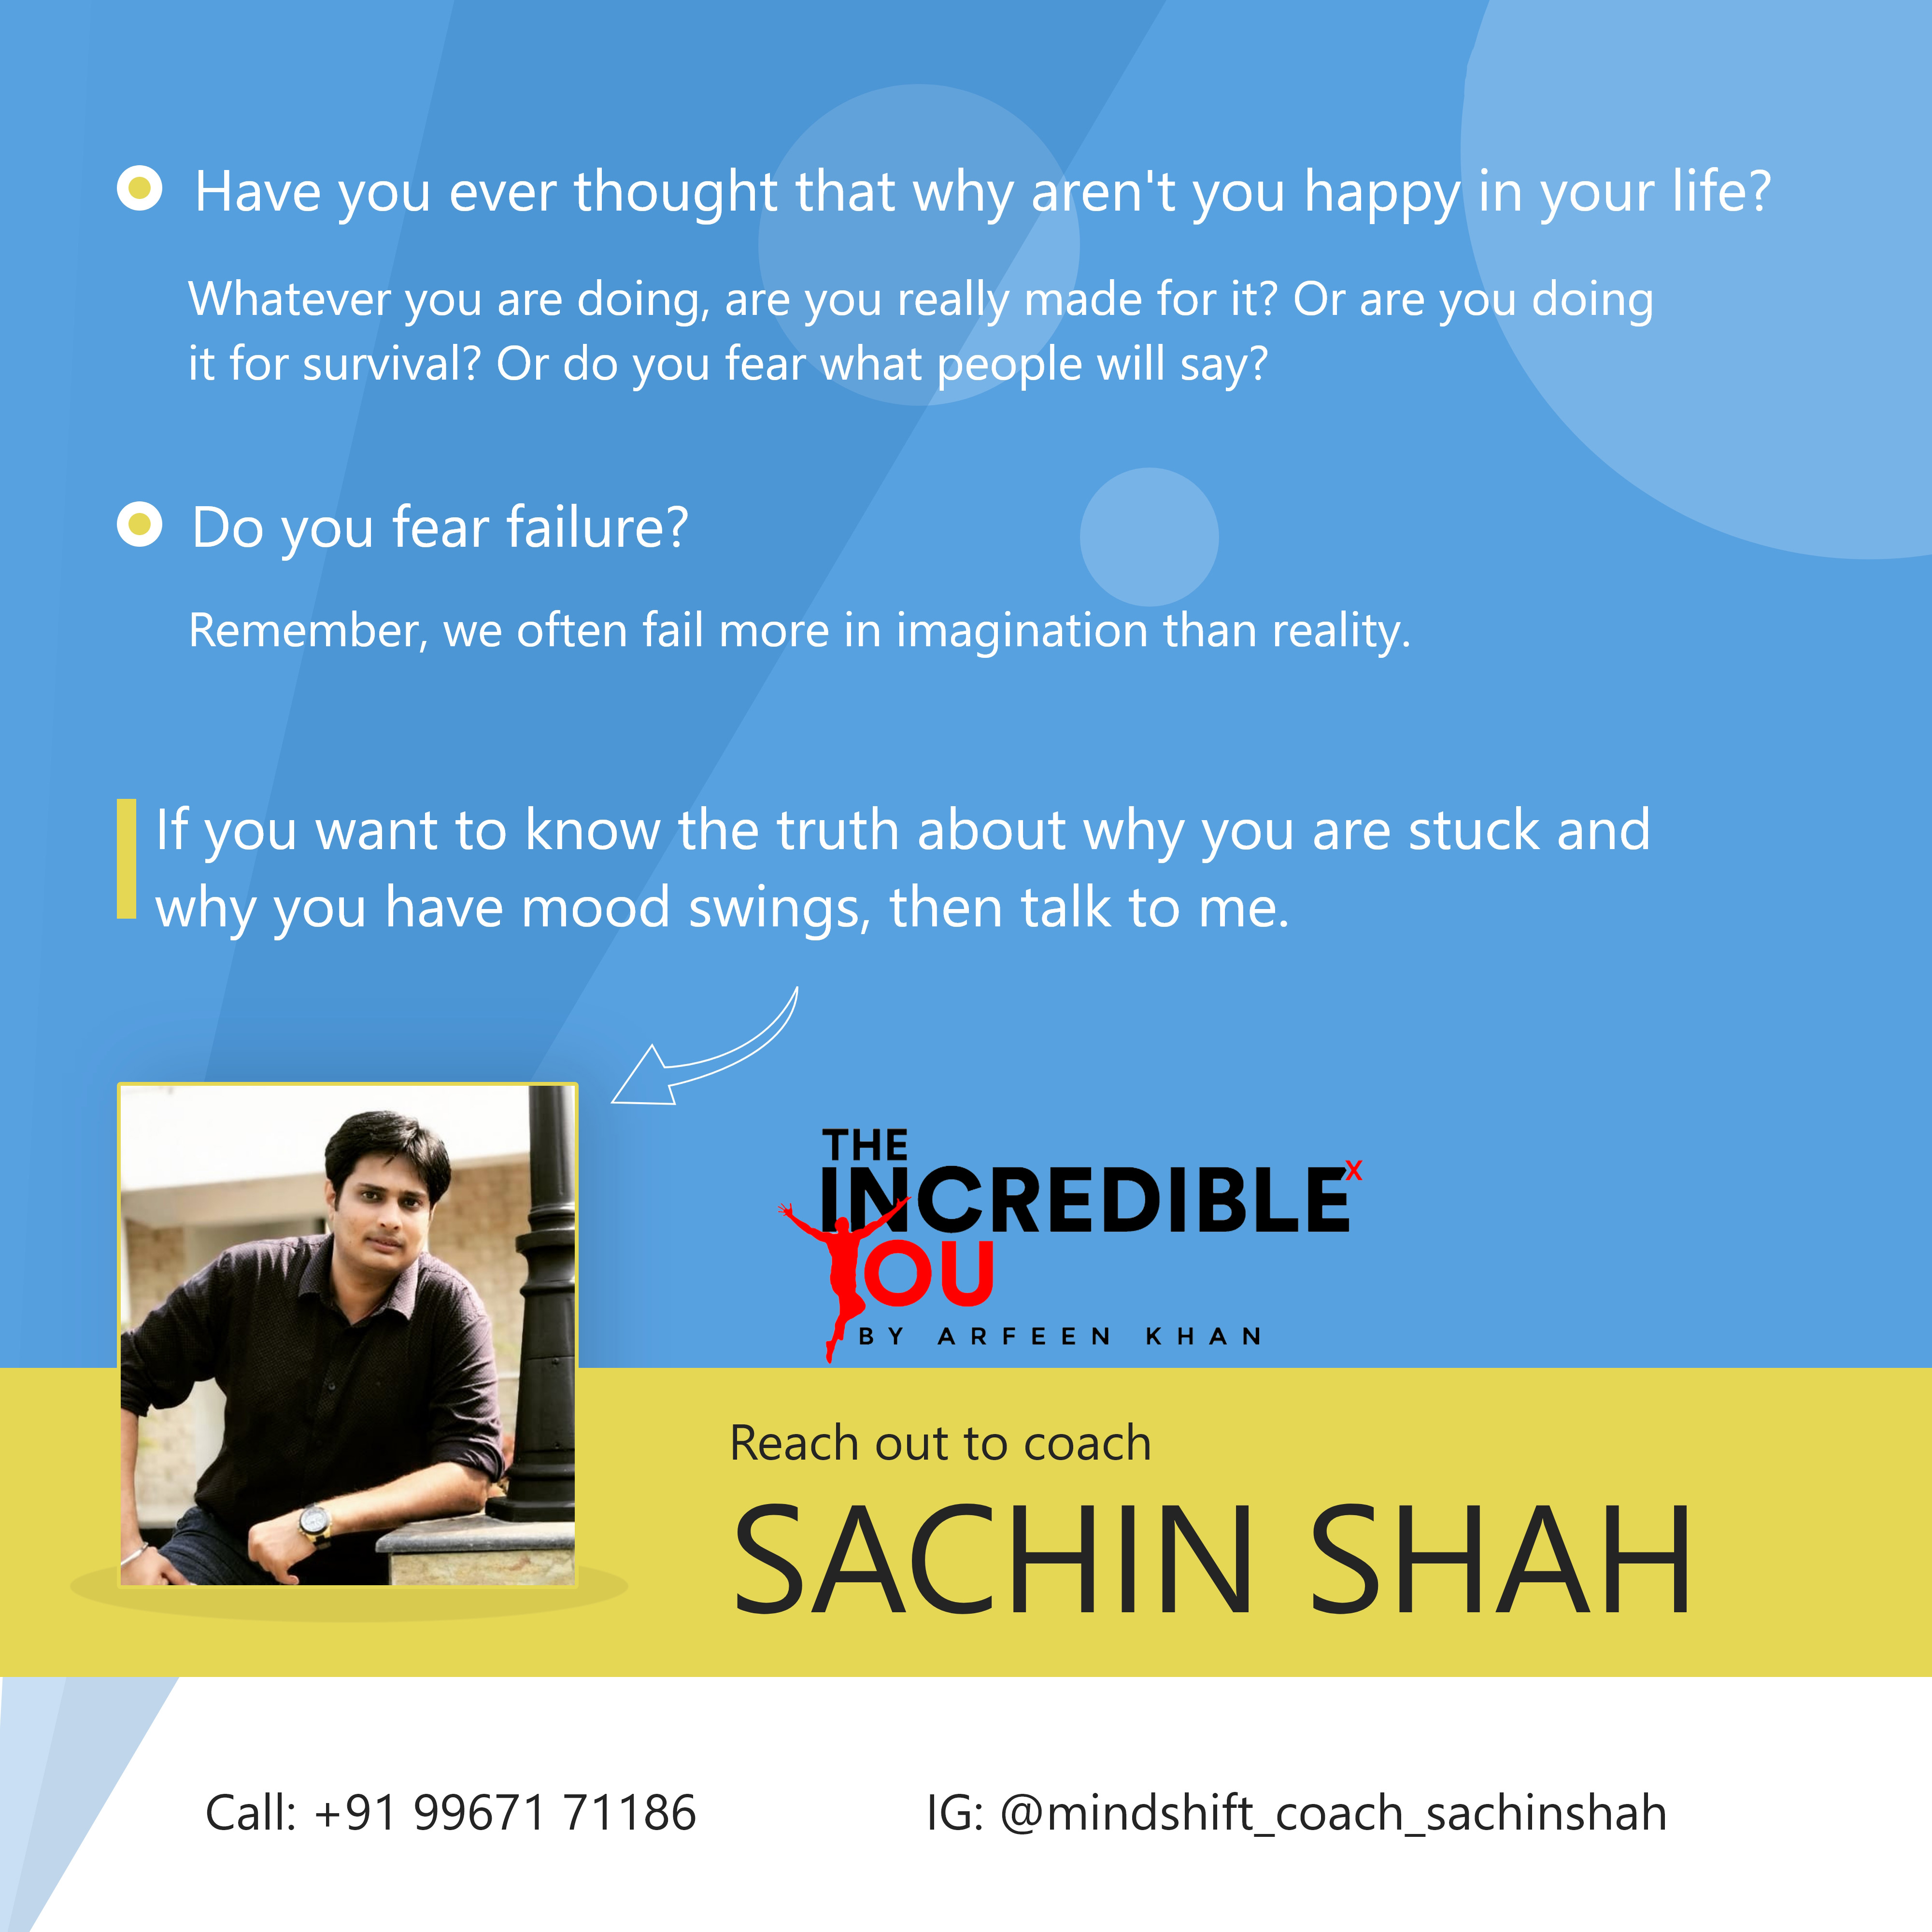 Have you ever thought that why aren't you happy in your life?
Whatever you are doing, are you really made for it? Or are you doing
it for survival? Or do you fear what people will say?
Do you fear failure?
Remember, we often fail more in imagination than reality.
If you want to know the truth about why you are stuck and
why you have mood swings, then talk to me.
THE
INCREDIBLE X
YOU
BY ARFEEN KHAN
Reach out to coach
SACHIN SHAH
Call: +91 99671 71186
IG: @mindshift_coach_sachinshah